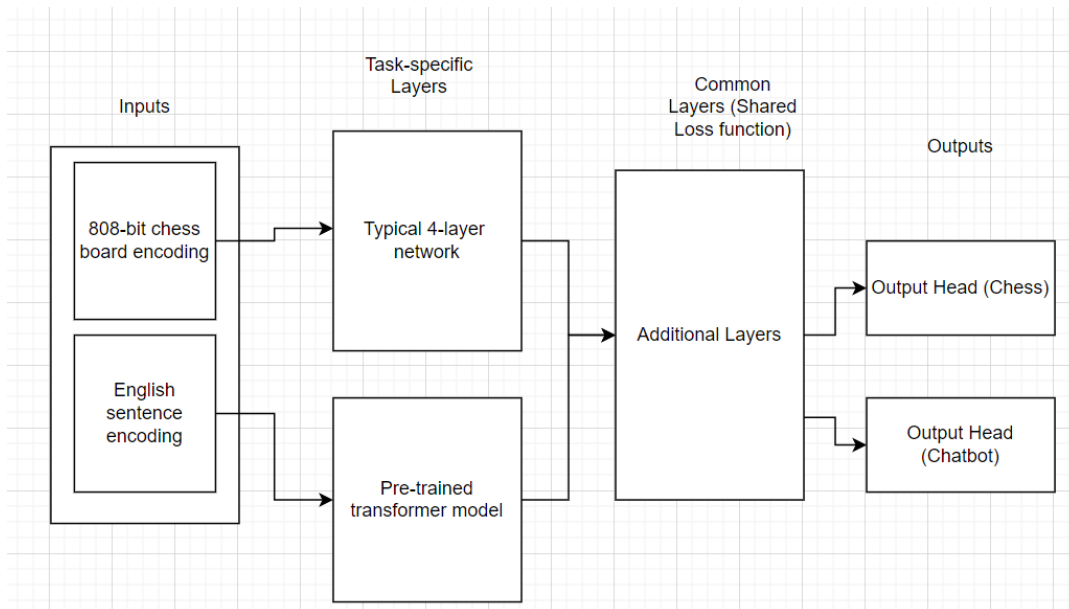 Inputs
808-bit chess
board encoding
English
sentence
encoding
Task-specific
Layers
Typical 4-layer
network
Pre-trained
transformer model
Common
Layers (Shared
Loss function)
Additional Layers
Outputs
Output Head (Chess)
Output Head
(Chatbot)